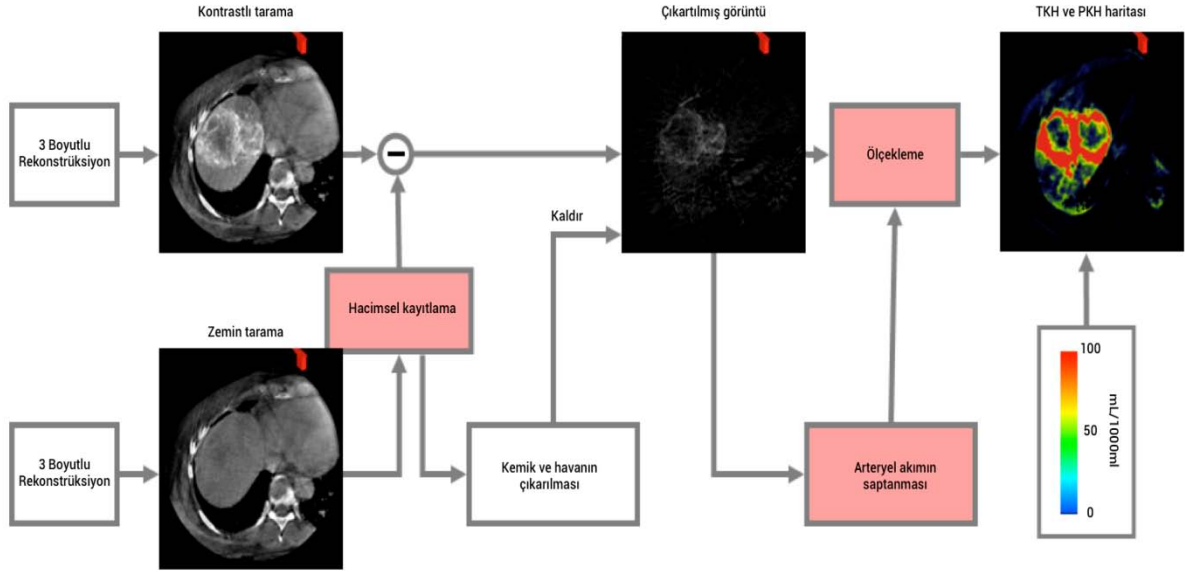 Kontrastlı tarama
Çıkartılmış görüntü
TKH ve PKH haritası
3 Boyutlu
Rekonstrüksiyon
Ölçekleme
Kaldır
Hacimsel kayıtlama
Zemin tarama
3 Boyutlu
Rekonstrüksiyon
Kemik ve havanın
çıkarılması
Arteryel akımın
saptanması
100
50
0
mL/1000ml